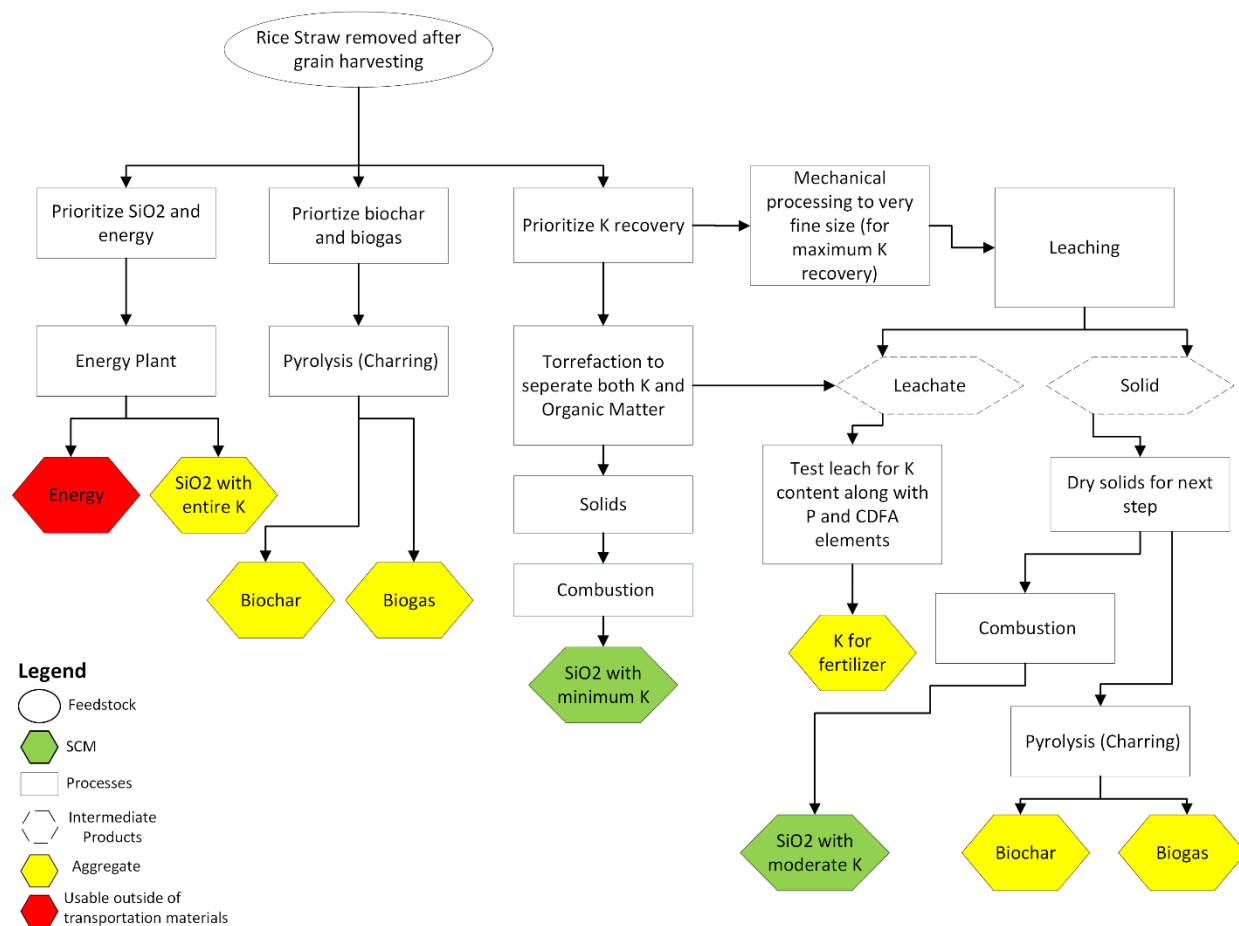 Rice Straw removed after
grain harvesting
Prioritize SiO2 and
energy
Priortize biochar
and biogas
Prioritize K recovery
Mechanical
processing to very
fine size (for
maximum K
recovery)
Leaching
Energy Plant
Pyrolysis (Charring)
Torrefaction to
seperate both K and
Organic Matter
Leachate
Solid
Energy
SiO2 with
entire K
Solids
Test leach for K
content along with
P and CDFA
elements
Dry solids for next
step
Biochar
Biogas
Combustion
K for
fertilizer
Combustion
SiO2 with
minimum K
Pyrolysis (Charring)
SiO2 with
moderate K
Biochar
Biogas
Legend
Feedstock
SCM
Processes
Intermediate
Products
Aggregate
Usable outside of
transportation materials